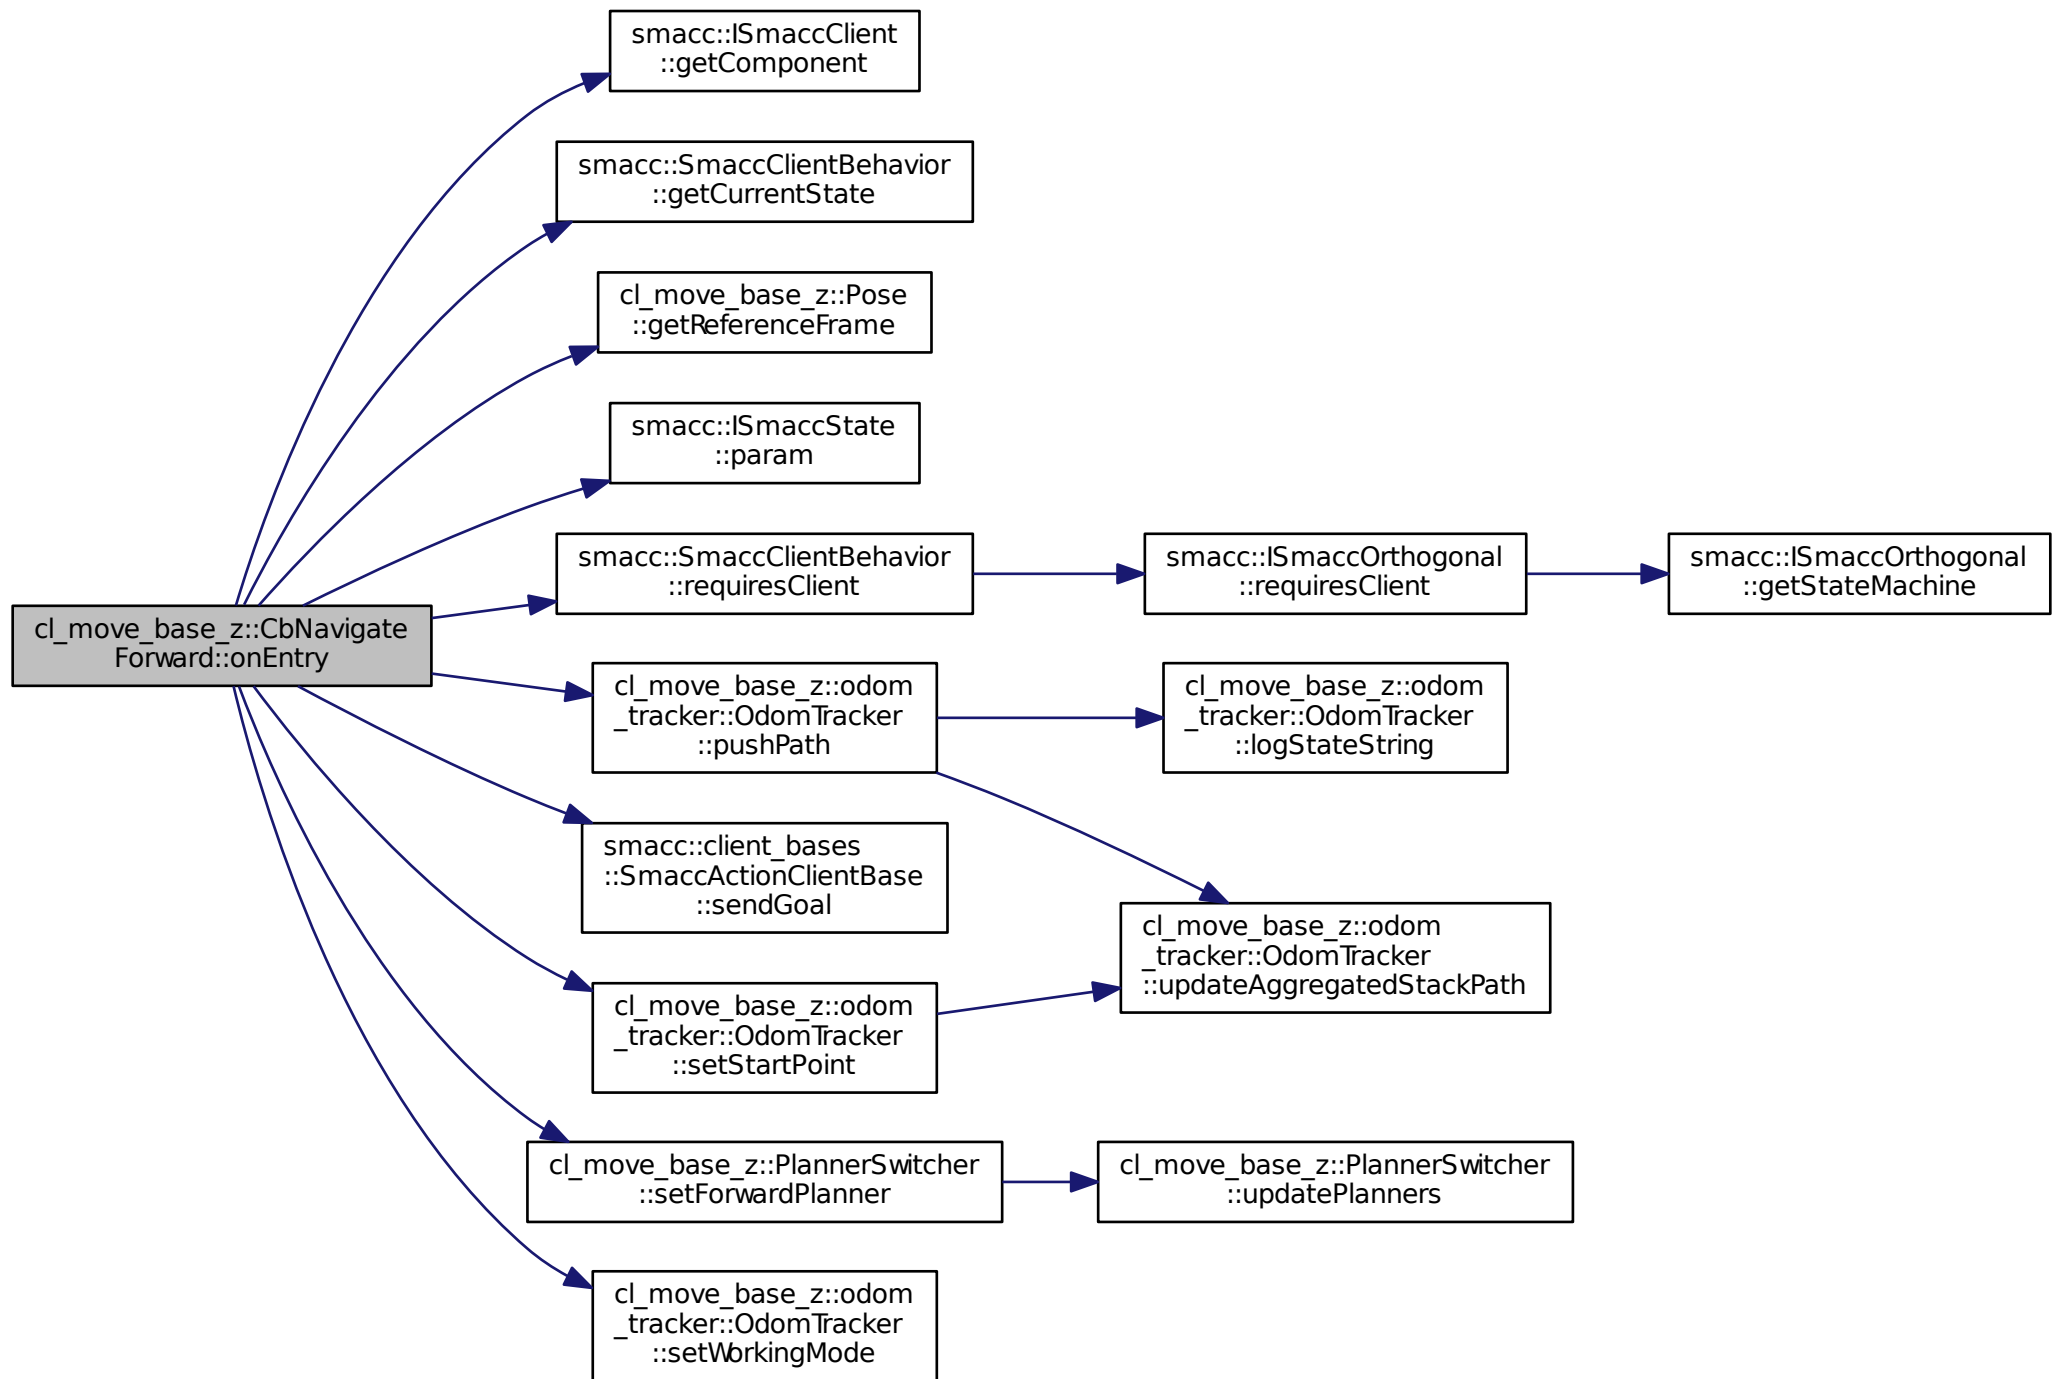 smacc::ISmaccClient
::getComponent
smacc::SmaccClientBehavior
::getCurrentState
cl_move_base_z::Pose
::getReferenceFrame
smacc::ISmaccState
::param
smacc::SmaccClientBehavior
::requiresClient
smacc::ISmaccOrthogonal
::requiresClient
smacc::ISmaccOrthogonal
::getStateMachine
cl_move_base_z::CbNavigate
Forward::onEntry
cl_move_base_z::odom
_tracker::OdomTracker
::pushPath
cl_move_base_z::odom
_tracker::OdomTracker
::logStateString
smacc::client_bases
::SmaccActionClientBase
::sendGoal
cl_move_base_z::odom
_tracker::OdomTracker
::updateAggregatedStackPath
cl_move_base_z::odom
_tracker::OdomTracker
::setStartPoint
cl_move_base_z::PlannerSwitcher
::setForwardPlanner
cl_move_base_z::PlannerSwitcher
::updatePlanners
cl_move_base_z::odom
_tracker::OdomTracker
::setWorkingMode